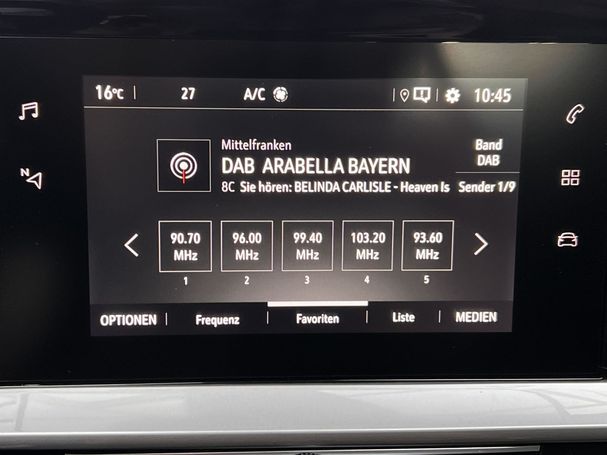 16°C 27 A/C 10:45
Mittelfranken
DAB ARABELLA BAYERN
Band
DAB
8C Sie hören: BELINDA CARLISLE - Heaven Is
Sender 1/9
N
90.70 MHz 96.00 MHz 99.40 MHz 103.20 MHz 93.60 MHz
1 2 3 4 5
OPTIONEN Frequenz Favoriten Liste MEDIEN